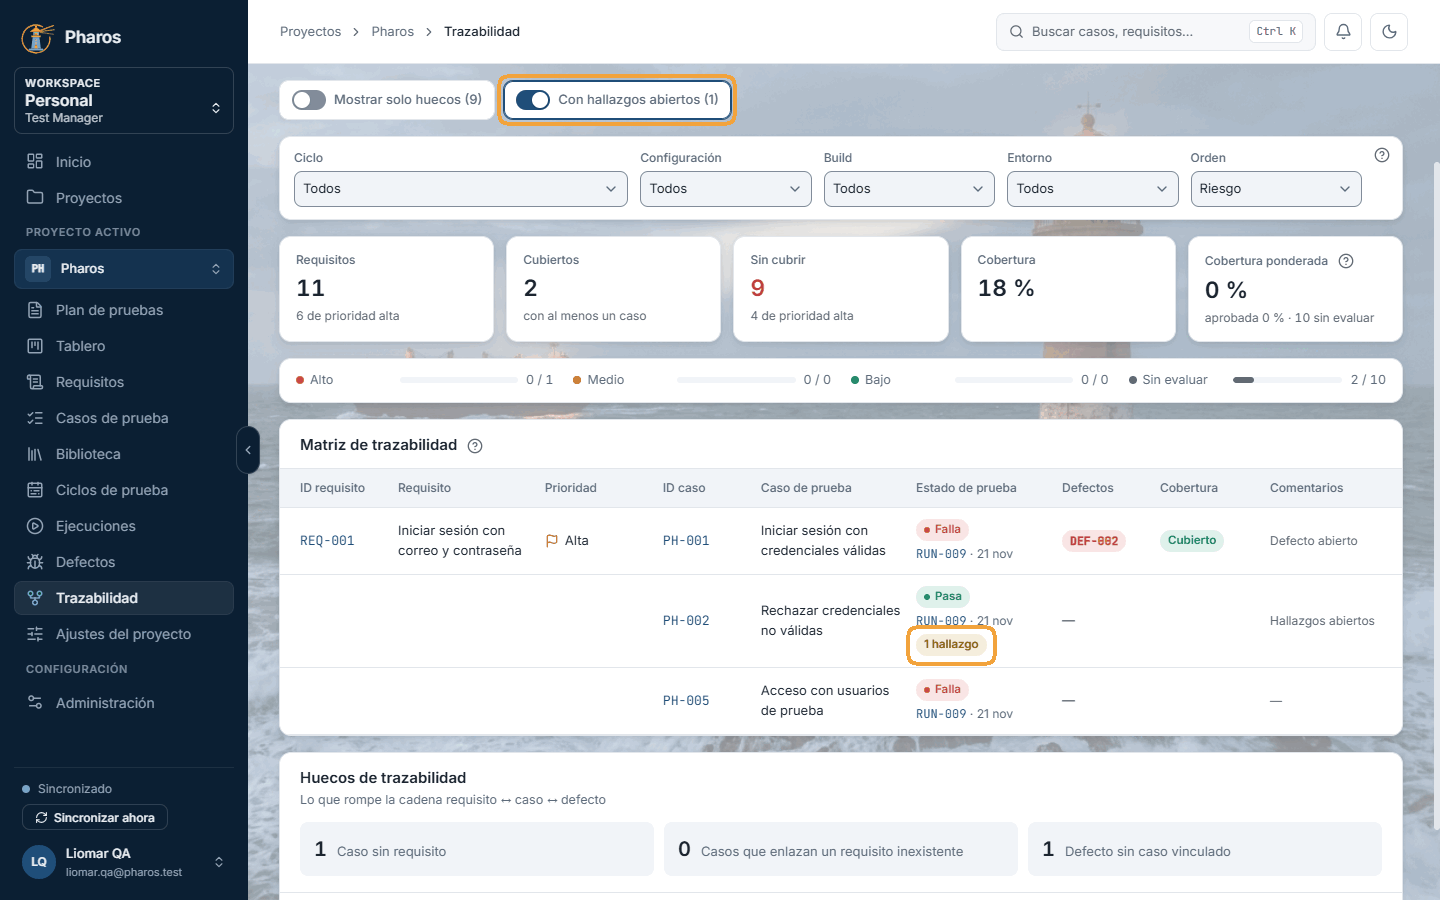 Pharos
WORKSPACE
Personal
Test Manager
Inicio
Proyectos
PROYECTO ACTIVO
PH Pharos
Plan de pruebas
Tablero
Requisitos
Casos de prueba
Biblioteca
Ciclos de prueba
Ejecuciones
Defectos
Trazabilidad
Ajustes del proyecto
CONFIGURACIÓN
Administración
Sincronizado
Sincronizar ahora
LQ
Liomar QA
liomar.qa@pharos.test
Proyectos > Pharos > Trazabilidad
Buscar casos, requisitos... Ctrl K
Mostrar solo huecos (9)
Con hallazgos abiertos (1)
Ciclo Configuración Build Entorno Orden
Todos Todos Todos Todos Riesgo
Requisitos
11
6 de prioridad alta
Cubiertos
2
con al menos un caso
Sin cubrir
9
4 de prioridad alta
Cobertura
18 %
Cobertura ponderada
0 %
aprobada 0 % · 10 sin evaluar
Alto 0 / 1 Medio 0 / 0 Bajo 0 / 0 Sin evaluar 2 / 10
Matriz de trazabilidad
ID requisito Requisito Prioridad ID caso Caso de prueba Estado de prueba Defectos Cobertura Comentarios
REQ-001
Iniciar sesión con
correo y contraseña
Alta
PH-001
Iniciar sesión con
credenciales válidas
Falla
RUN-009 · 21 nov
DEF-002
Cubierto
Defecto abierto
PH-002
Rechazar credenciales
no válidas
Pasa
RUN-009 · 21 nov
1 hallazgo
—
Hallazgos abiertos
PH-005
Acceso con usuarios
de prueba
Falla
RUN-009 · 21 nov
—
—
Huecos de trazabilidad
Lo que rompe la cadena requisito ↔ caso ↔ defecto
1 Caso sin requisito
0 Casos que enlazan un requisito inexistente
1 Defecto sin caso vinculado